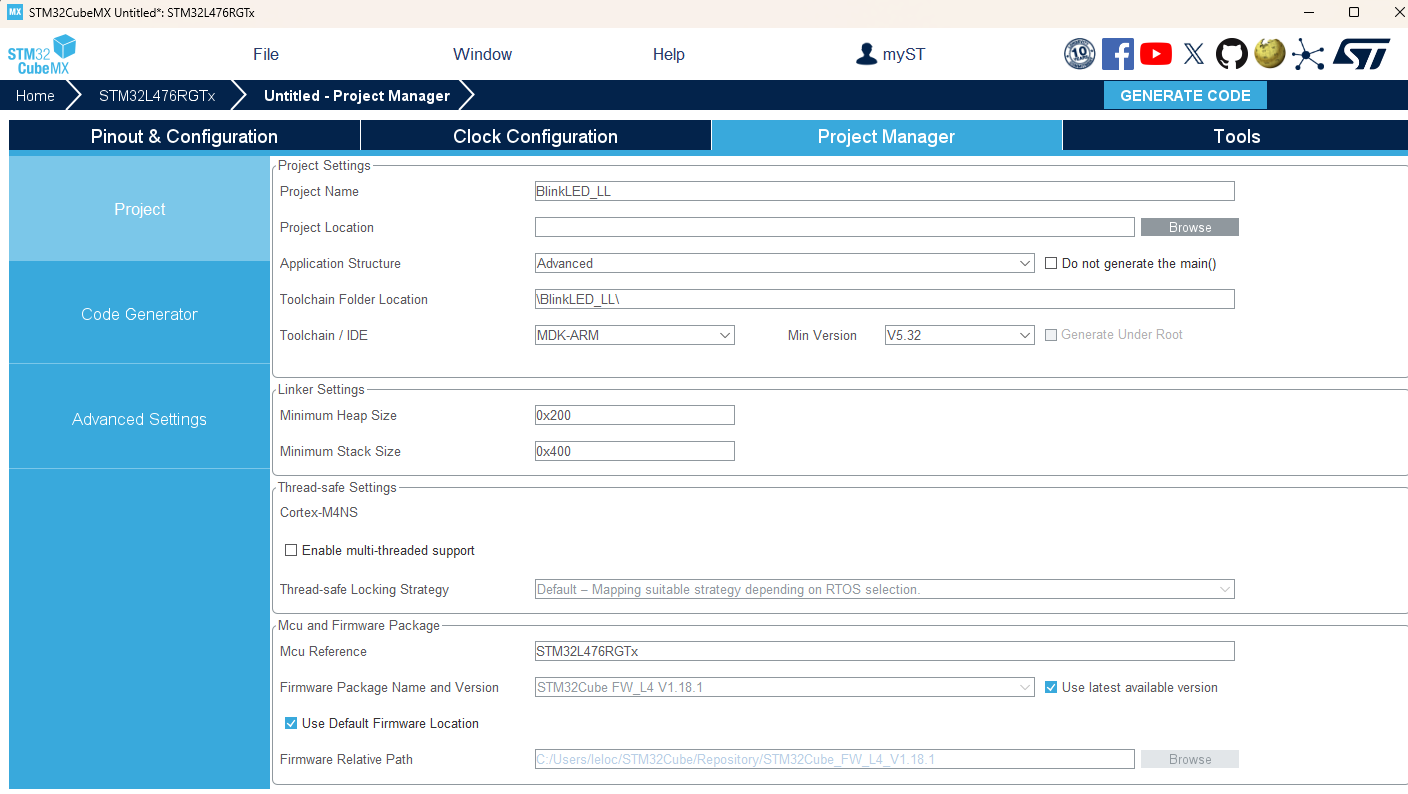 MX STM32CubeMX Untitled*: STM32L476RGTx
STM32 CubeMX
File Window Help myST
10
Home STM32L476RGTx Untitled - Project Manager GENERATE CODE
Pinout & Configuration Clock Configuration Project Manager Tools
Project
Code Generator
Advanced Settings
Project Settings
Project Name BlinkLED_LL
Project Location Browse
Application Structure Advanced Do not generate the main()
Toolchain Folder Location \BlinkLED_LL\
Toolchain / IDE MDK-ARM Min Version V5.32 Generate Under Root
Linker Settings
Minimum Heap Size 0x200
Minimum Stack Size 0x400
Thread-safe Settings
Cortex-M4NS
Enable multi-threaded support
Thread-safe Locking Strategy Default – Mapping suitable strategy depending on RTOS selection.
Mcu and Firmware Package
Mcu Reference STM32L476RGTx
Firmware Package Name and Version STM32Cube FW_L4 V1.18.1 Use latest available version
Use Default Firmware Location
Firmware Relative Path C:/Users/leloc/STM32Cube/Repository/STM32Cube_FW_L4_V1.18.1 Browse